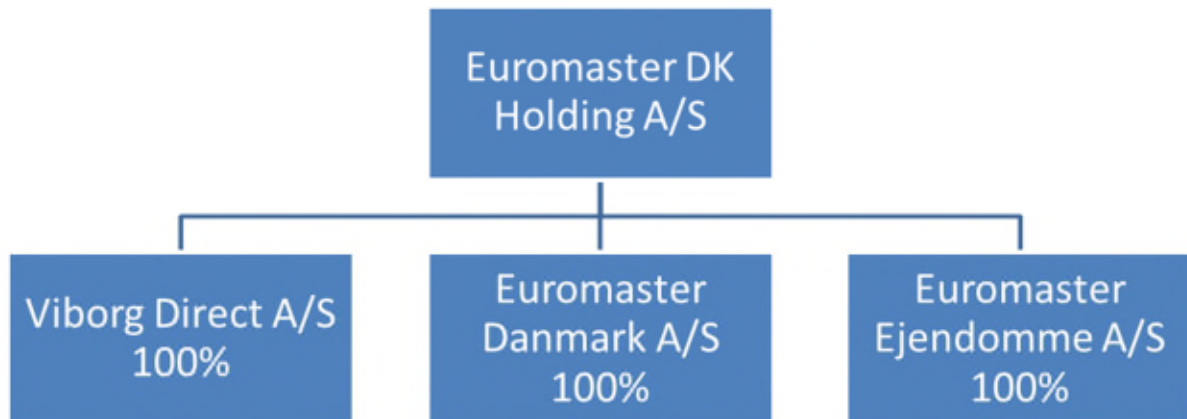 Euromaster DK
Holding A/S
Viborg Direct A/S
100%
Euromaster
Danmark A/S
100%
Euromaster
Ejendomme A/S
100%